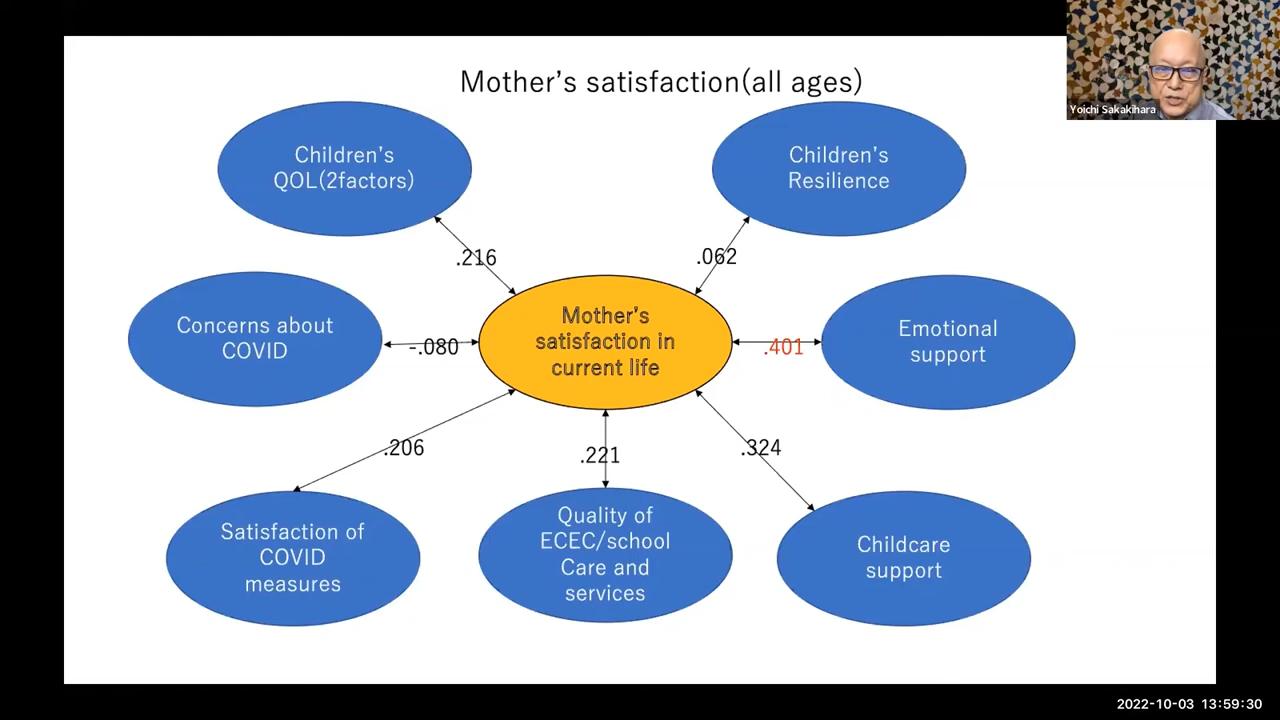 Mother's satisfaction(all ages)
Yoichi Sakakihara
Children's
QOL(2factors)
Children's
Resilience
.216
.062
Concerns about
COVID
-.080
Mother's
satisfaction in
current life
.401
Emotional
support
.206
.221
.324
Satisfaction of
COVID
measures
Quality of
ECEC/school
Care and
services
Childcare
support
2022-10-03 13:59:30